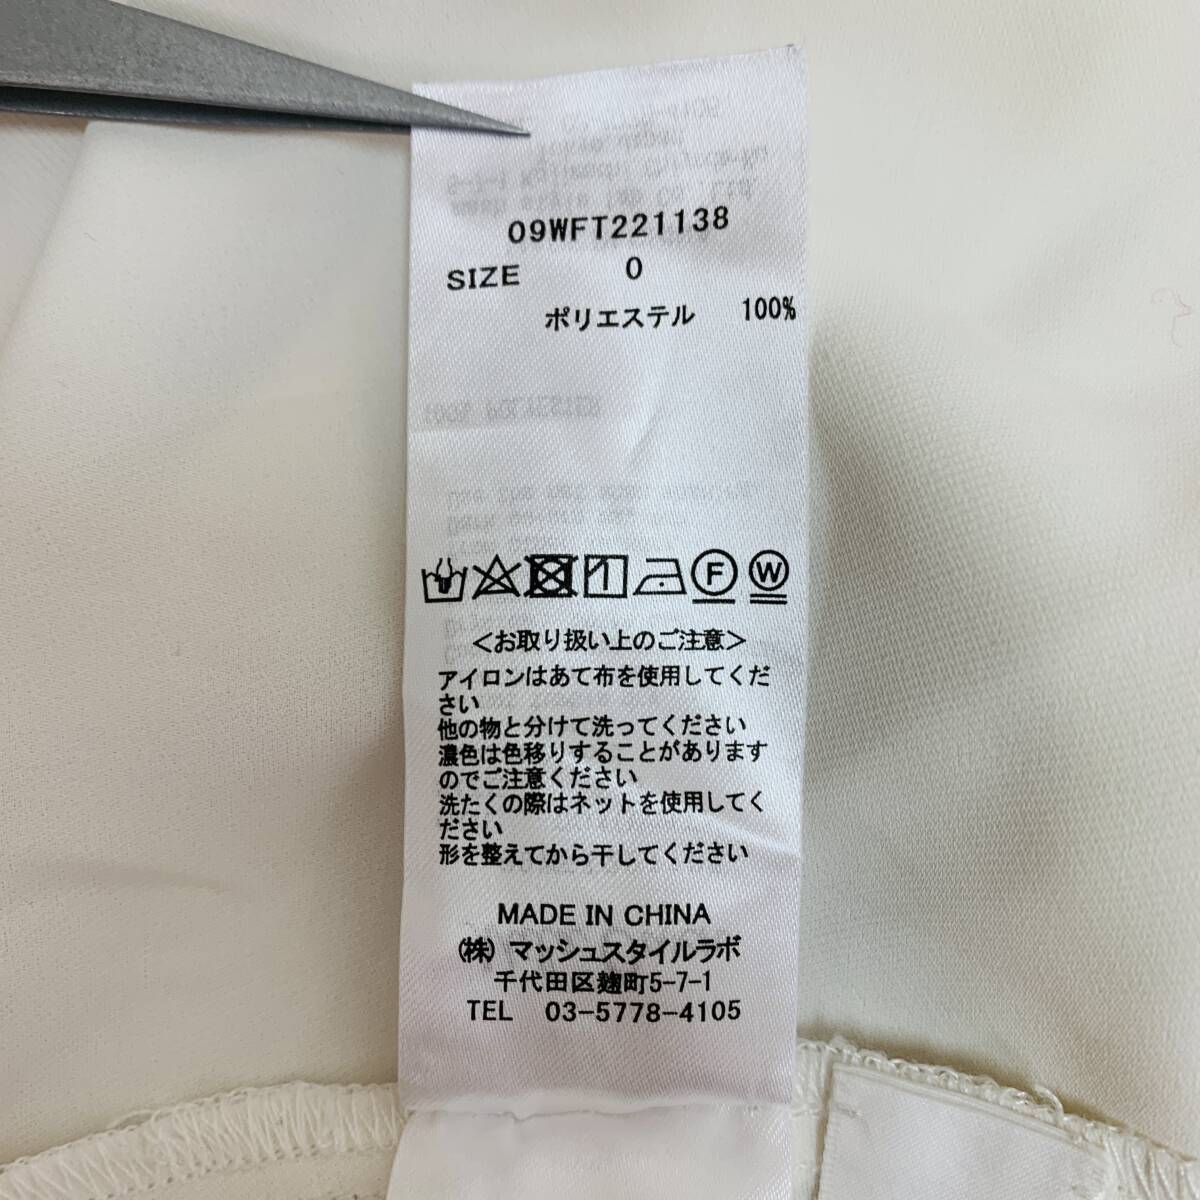 09WFT221138
SIZE 0
ポリエステル 100%
F W
<お取り扱い上のご注意>
アイロンはあて布を使用してくだ
さい
他の物と分けて洗ってください
濃色は色移りすることがあります
のでご注意ください
洗たくの際はネットを使用してく
ださい
形を整えてから干してください
MADE IN CHINA
(株) マッシュスタイルラボ
千代田区麹町5-7-1
TEL 03-5778-4105